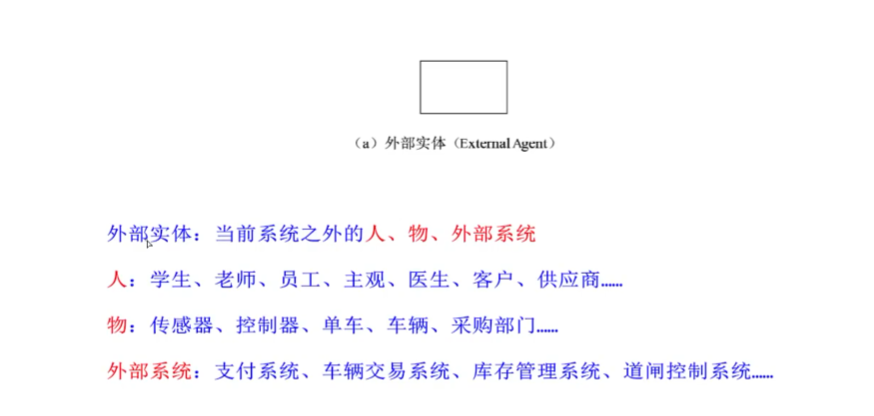 (a)外部实体(External Agent)
外部实体：当前系统之外的人、物、外部系统
人：学生、老师、员工、主观、医生、客户、供应商......
物：传感器、控制器、单车、车辆、采购部门......
外部系统：支付系统、车辆交易系统、库存管理系统、道闸控制系统......